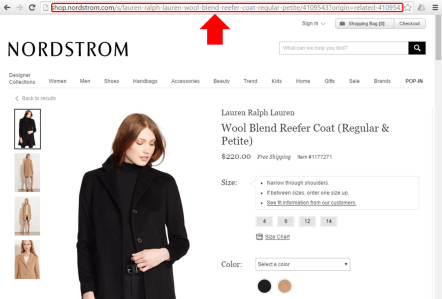 shop.nordstrom.com/s/lauren-ralph-lauren-wool-blend-reefer-coat-regular-petite/4109543?origin=related-410954
Sign In
Shopping Bag (0)
Checkout
NORDSTROM
What can we help you find?
Designer Collections
Women
Men
Shoes
Handbags
Accessories
Beauty
Trend
Kids
Home
Gifts
Sale
Brands
POP-IN
Back to results
Lauren Ralph Lauren
Wool Blend Reefer Coat (Regular &
Petite)
$220.00 Free Shipping Item #1177271
Size:
Narrow through shoulders.
If between sizes, order one size up.
See fit information from our customers.
4 6 12 14
Size Chart
Color:
Select a color